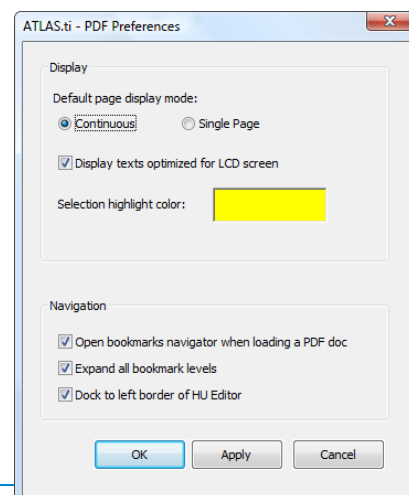 ATLAS.ti - PDF Preferences
Display
Default page display mode:
Continuous Single Page
Display texts optimized for LCD screen
Selection highlight color:
Navigation
Open bookmarks navigator when loading a PDF doc
Expand all bookmark levels
Dock to left border of HU Editor
OK Apply Cancel